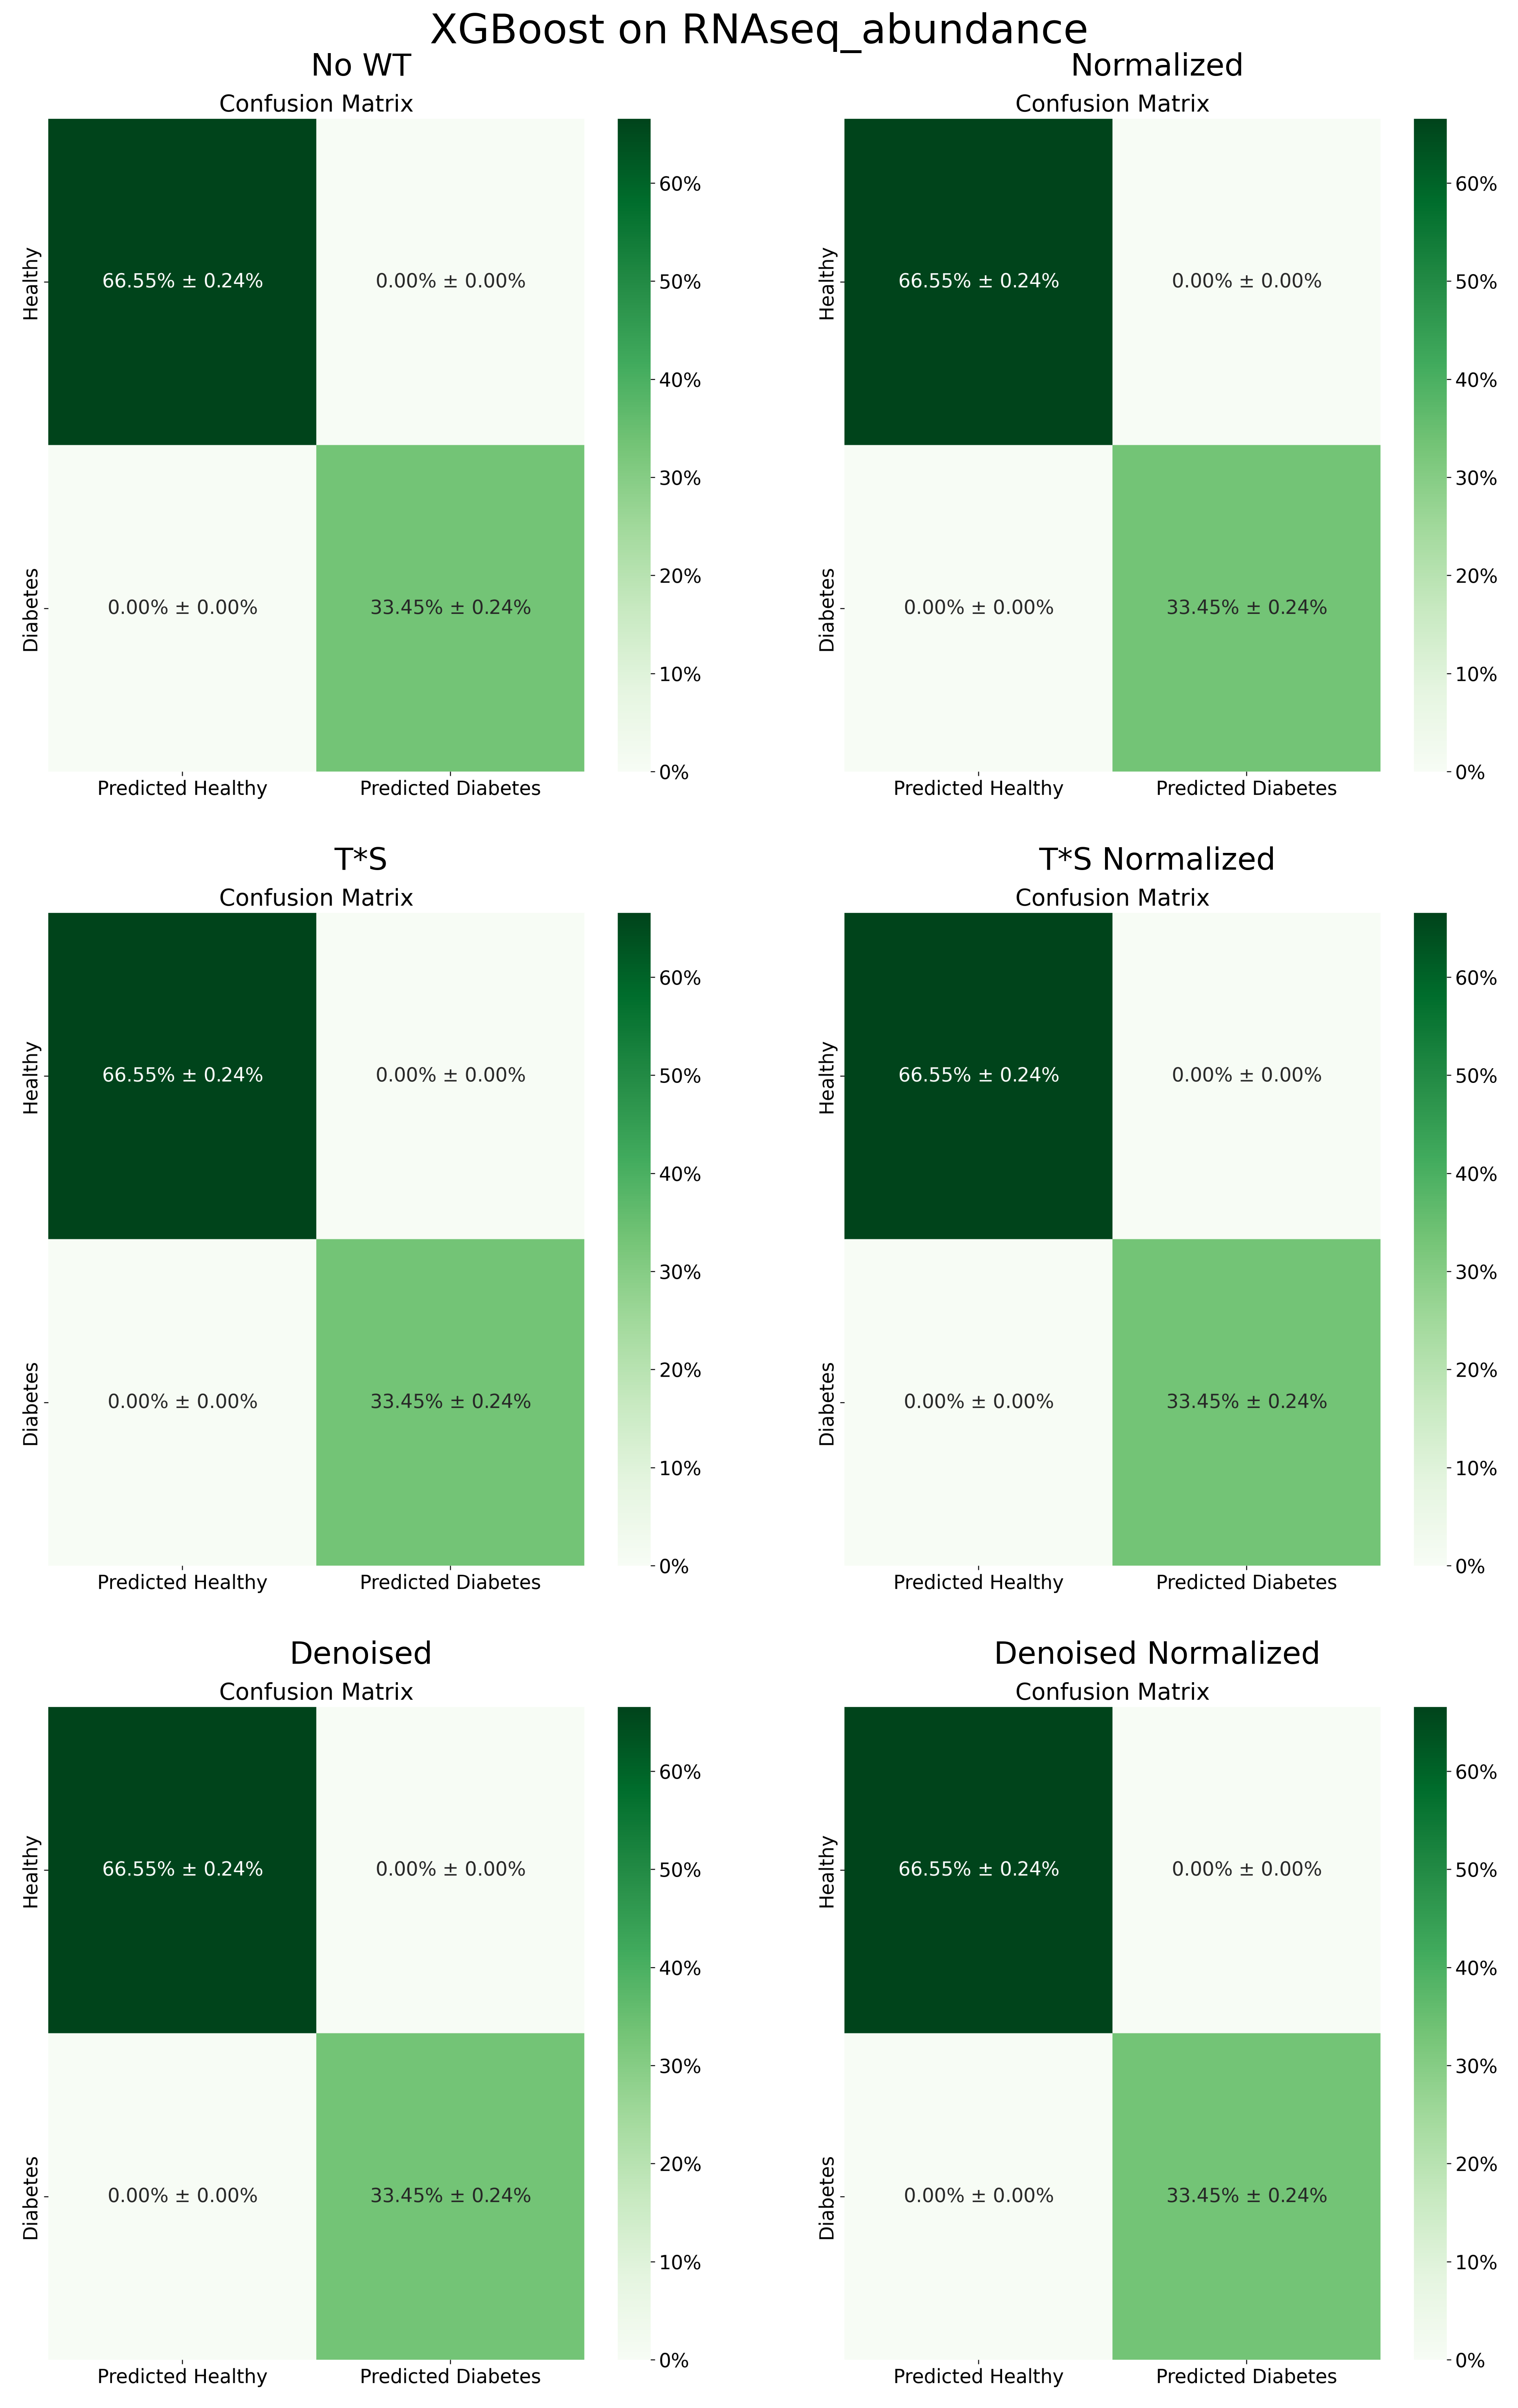 XGBoost on RNAseq_abundance
No WT
Confusion Matrix
Healthy
Diabetes
66.55% ± 0.24%
0.00% ± 0.00%
0.00% ± 0.00%
33.45% ± 0.24%
Predicted Healthy
Predicted Diabetes
60%
50%
40%
30%
20%
10%
0%
Normalized
Confusion Matrix
Healthy
Diabetes
66.55% ± 0.24%
0.00% ± 0.00%
0.00% ± 0.00%
33.45% ± 0.24%
Predicted Healthy
Predicted Diabetes
60%
50%
40%
30%
20%
10%
0%
T*S
Confusion Matrix
Healthy
Diabetes
66.55% ± 0.24%
0.00% ± 0.00%
0.00% ± 0.00%
33.45% ± 0.24%
Predicted Healthy
Predicted Diabetes
60%
50%
40%
30%
20%
10%
0%
T*S Normalized
Confusion Matrix
Healthy
Diabetes
66.55% ± 0.24%
0.00% ± 0.00%
0.00% ± 0.00%
33.45% ± 0.24%
Predicted Healthy
Predicted Diabetes
60%
50%
40%
30%
20%
10%
0%
Denoised
Confusion Matrix
Healthy
Diabetes
66.55% ± 0.24%
0.00% ± 0.00%
0.00% ± 0.00%
33.45% ± 0.24%
Predicted Healthy
Predicted Diabetes
60%
50%
40%
30%
20%
10%
0%
Denoised Normalized
Confusion Matrix
Healthy
Diabetes
66.55% ± 0.24%
0.00% ± 0.00%
0.00% ± 0.00%
33.45% ± 0.24%
Predicted Healthy
Predicted Diabetes
60%
50%
40%
30%
20%
10%
0%